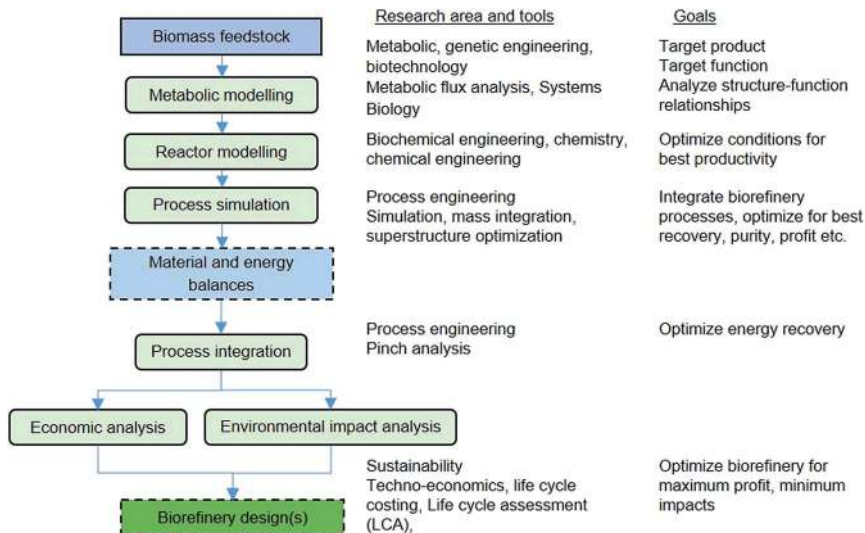 Research area and tools
Goals
Biomass feedstock
Metabolic, genetic engineering,
biotechnology
Metabolic flux analysis, Systems
Biology
Target product
Target function
Analyze structure-function
relationships
Metabolic modelling
Reactor modelling
Biochemical engineering, chemistry,
chemical engineering
Optimize conditions for
best productivity
Process simulation
Process engineering
Simulation, mass integration,
superstructure optimization
Integrate biorefinery
processes, optimize for best
recovery, purity, profit etc.
Material and energy
balances
Process integration
Process engineering
Pinch analysis
Optimize energy recovery
Economic analysis
Environmental impact analysis
Sustainability
Techno-economics, life cycle
costing, Life cycle assessment
(LCA),
Optimize biorefinery for
maximum profit, minimum
impacts
Biorefinery design(s)